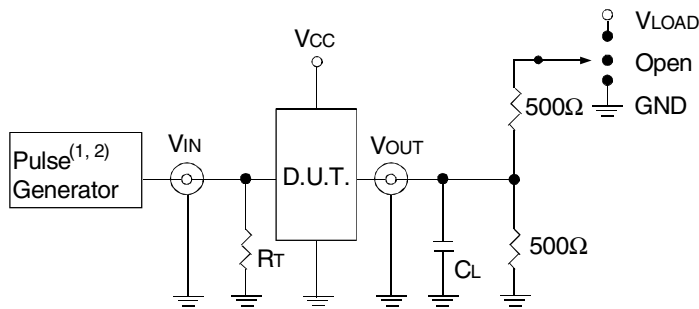 VLOAD
VCC
Open
500Ω
GND
Pulse(1, 2)
Generator
VIN
D.U.T.
VOUT
RT
CL
500Ω